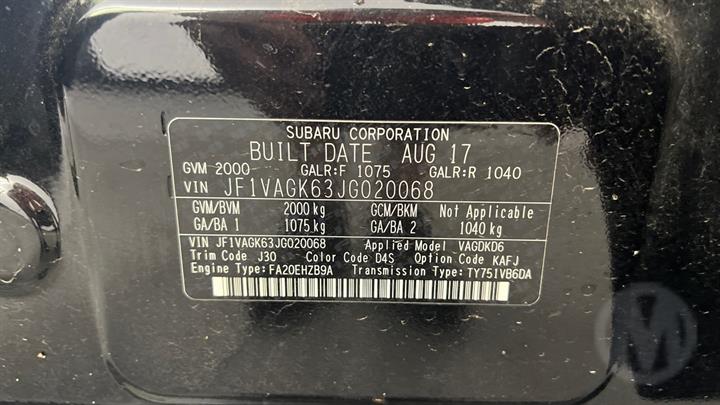 SUBARU CORPORATION
BUILT DATE AUG 17
GVM 2000 GALR:F 1075 GALR:R 1040
VIN JF1VAGK63JG020068
GVM/BVM 2000 kg GCM/BKM Not Applicable
GA/BA 1 1075 kg GA/BA 2 1040 kg
VIN JF1VAGK63JG020068 Applied Model VAGDKD6
Trim Code J30 Color Code D4S Option Code KAFJ
Engine Type: FA20EHZB9A Transmission Type: TY751VB6DA
M